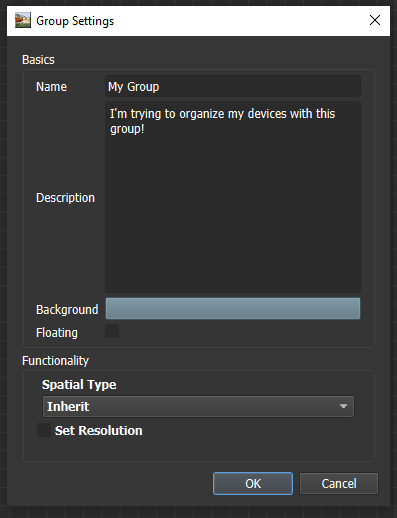 Group Settings
Basics
Name My Group
I'm trying to organize my devices with this
group!
Description
Background
Floating
Functionality
Spatial Type
Inherit
Set Resolution
OK Cancel